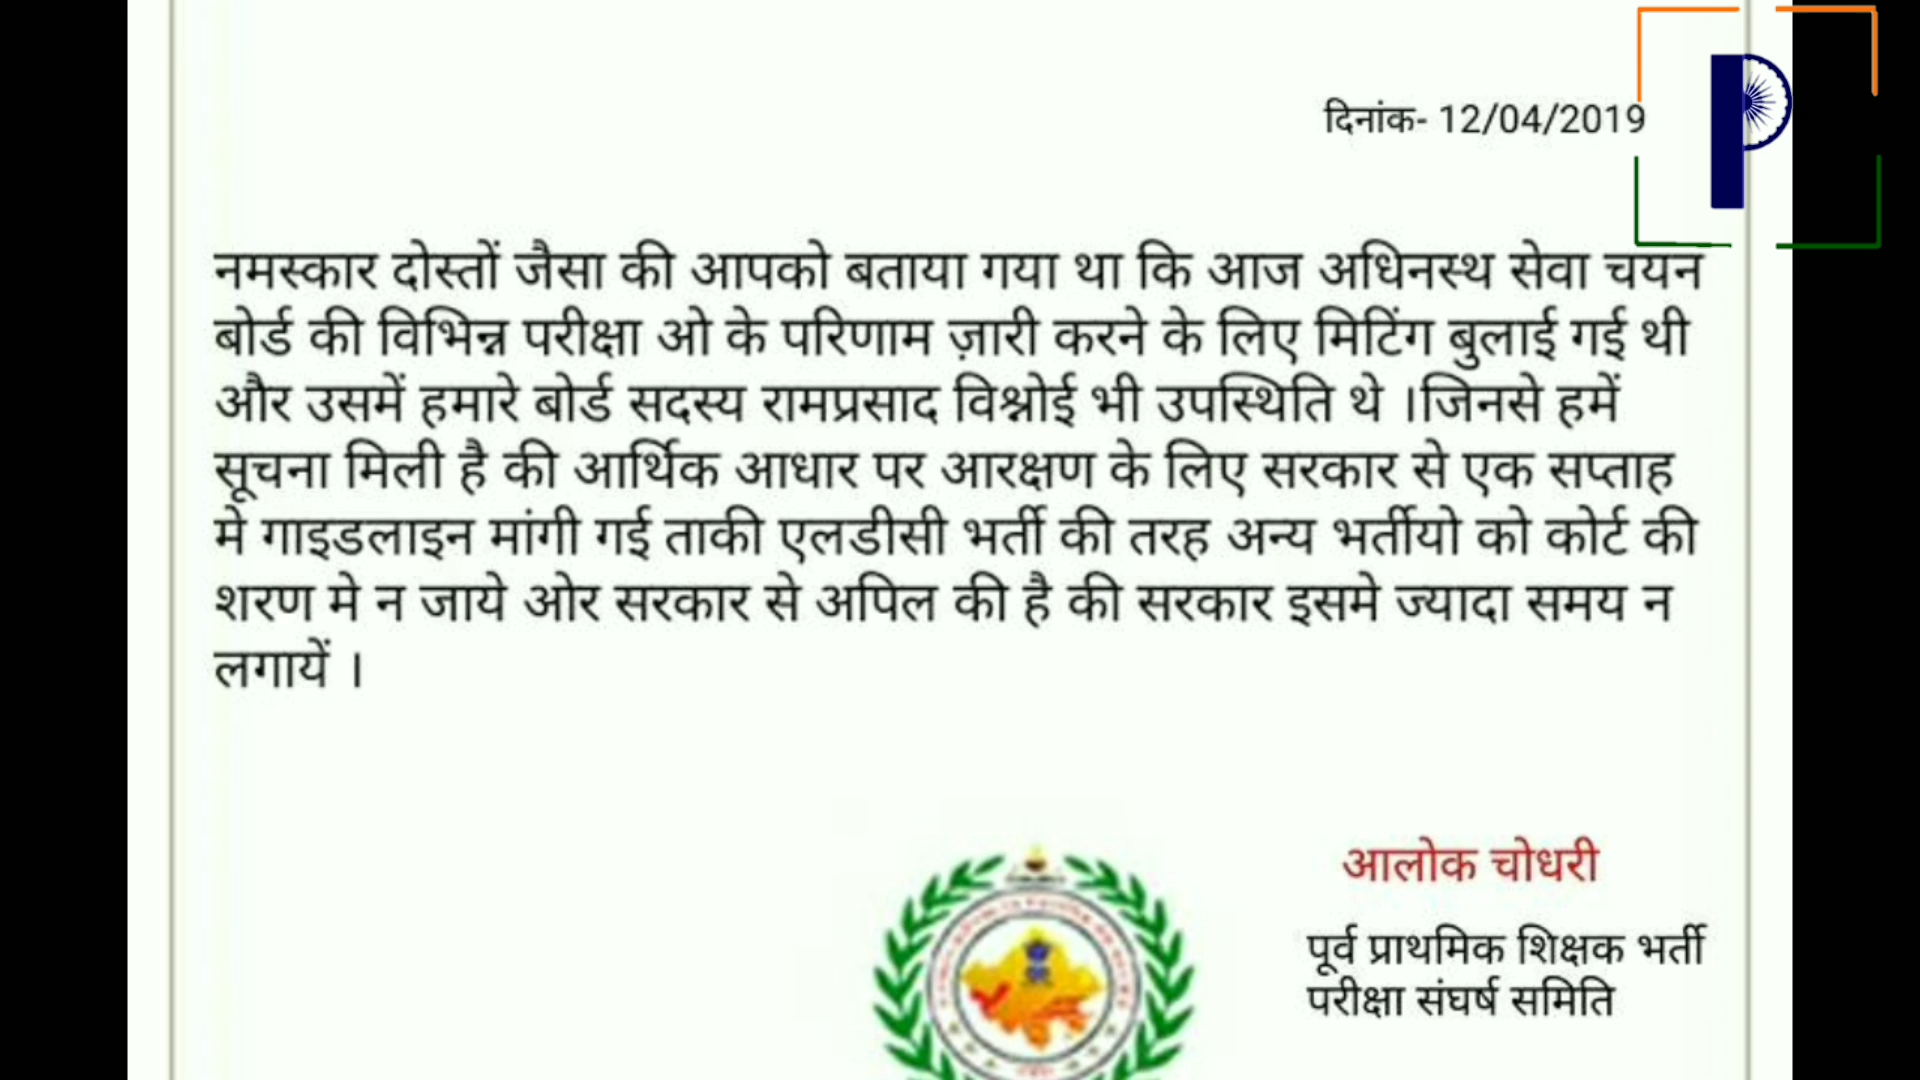 दिनांक- 12/04/2019
P
नमस्कार दोस्तों जैसा की आपको बताया गया था कि आज अधिनस्थ सेवा चयन
बोर्ड की विभिन्न परीक्षा ओ के परिणाम ज़ारी करने के लिए मिटिंग बुलाई गई थी
और उसमें हमारे बोर्ड सदस्य रामप्रसाद विश्नोई भी उपस्थिति थे ।जिनसे हमें
सूचना मिली है की आर्थिक आधार पर आरक्षण के लिए सरकार से एक सप्ताह
मे गाइडलाइन मांगी गई ताकी एलडीसी भर्ती की तरह अन्य भर्तीयो को कोर्ट की
शरण मे न जाये ओर सरकार से अपिल की है की सरकार इसमे ज्यादा समय न
लगायें ।
आलोक चोधरी
पूर्व प्राथमिक शिक्षक भर्ती
परीक्षा संघर्ष समिति